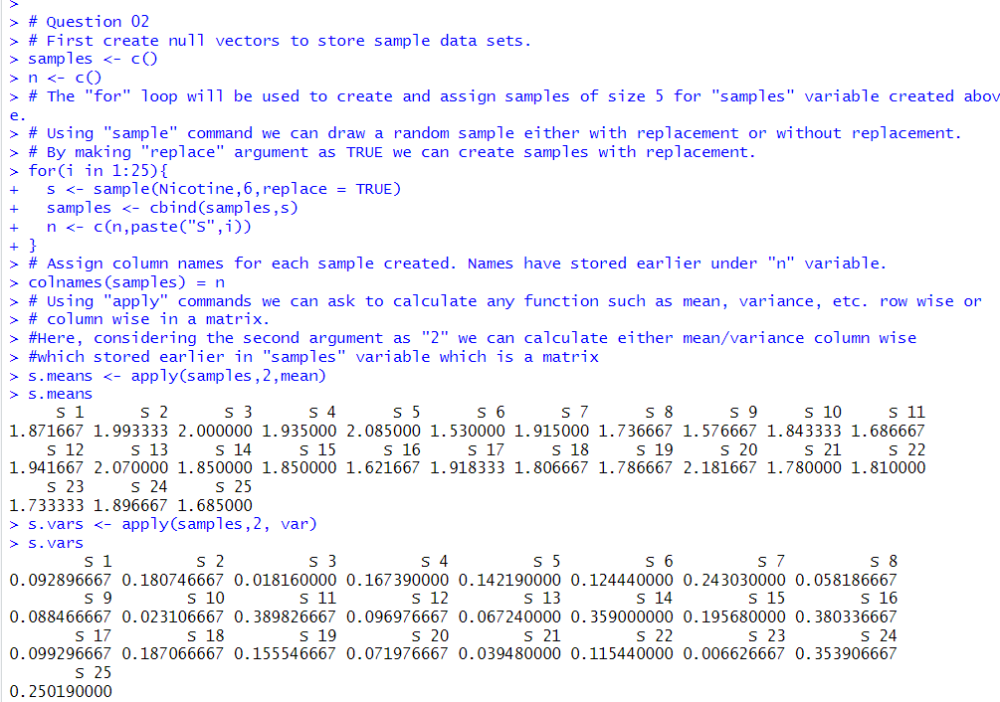 >
> # Question 02
> # First create null vectors to store sample data sets.
> samples <- c()
> n <- c()
> # The "for" loop will be used to create and assign samples of size 5 for "samples" variable created abov
e.
> # Using "sample" command we can draw a random sample either with replacement or without replacement.
> # By making "replace" argument as TRUE we can create samples with replacement.
> for(i in 1:25){
+   s <- sample(Nicotine,6,replace = TRUE)
+   samples <- cbind(samples,s)
+   n <- c(n,paste("S",i))
+ }
> # Assign column names for each sample created. Names have stored earlier under "n" variable.
> colnames(samples) = n
> # Using "apply" commands we can ask to calculate any function such as mean, variance, etc. row wise or
> # column wise in a matrix.
> #Here, considering the second argument as "2" we can calculate either mean/variance column wise
> #which stored earlier in "samples" variable which is a matrix
> s.means <- apply(samples,2,mean)
> s.means
     S 1      S 2      S 3      S 4      S 5      S 6      S 7      S 8      S 9     S 10     S 11
1.871667 1.993333 2.000000 1.935000 2.085000 1.530000 1.915000 1.736667 1.576667 1.843333 1.686667
    S 12     S 13     S 14     S 15     S 16     S 17     S 18     S 19     S 20     S 21     S 22
1.941667 2.070000 1.850000 1.850000 1.621667 1.918333 1.806667 1.786667 2.181667 1.780000 1.810000
    S 23     S 24     S 25
1.733333 1.896667 1.685000
> s.vars <- apply(samples,2, var)
> s.vars
        S 1         S 2         S 3         S 4         S 5         S 6         S 7         S 8
0.092896667 0.180746667 0.018160000 0.167390000 0.142190000 0.124440000 0.243030000 0.058186667
        S 9        S 10        S 11        S 12        S 13        S 14        S 15        S 16
0.088466667 0.023106667 0.389826667 0.096976667 0.067240000 0.359000000 0.195680000 0.380336667
       S 17        S 18        S 19        S 20        S 21        S 22        S 23        S 24
0.099296667 0.187066667 0.155546667 0.071976667 0.039480000 0.115440000 0.006626667 0.353906667
       S 25
0.250190000